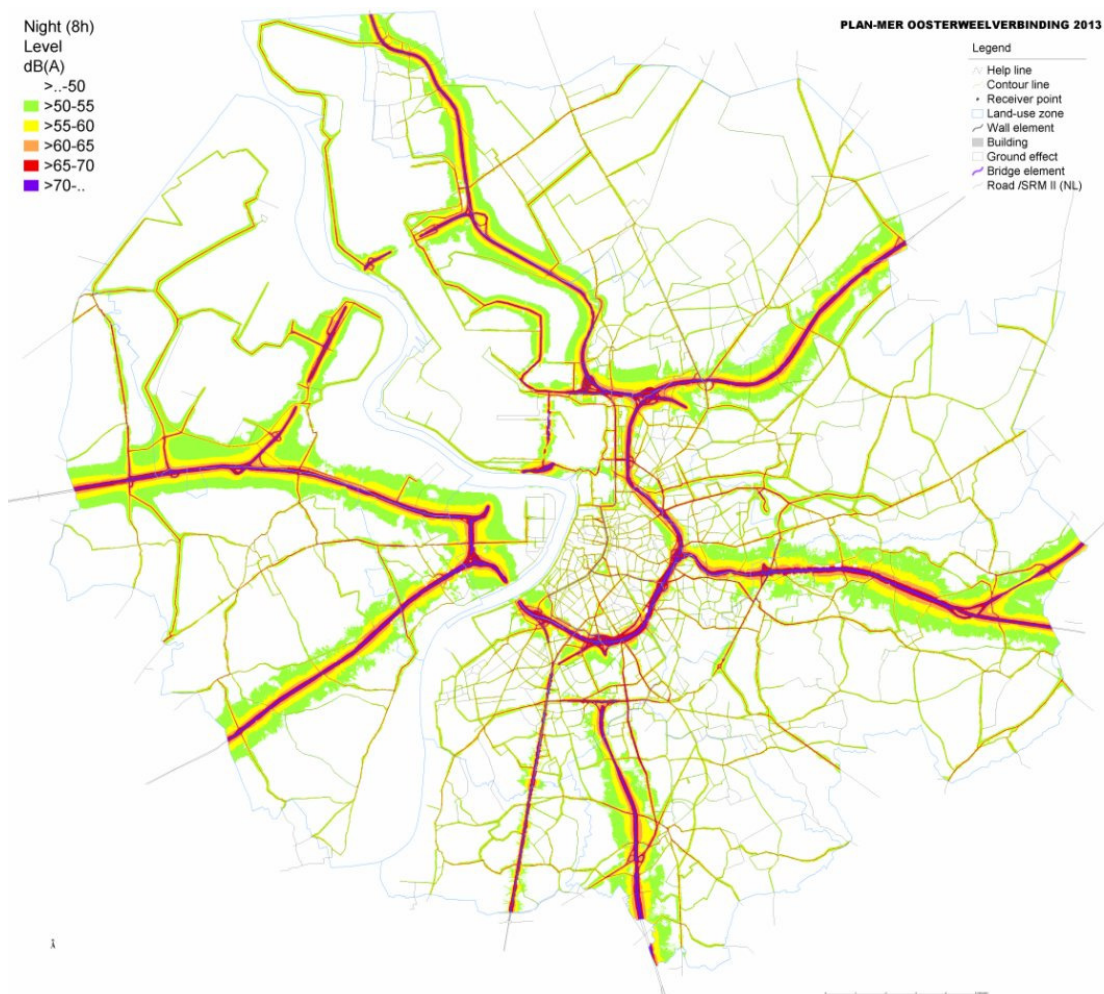 Night (8h)
Level
dB(A)
>..-50
>50-55
>55-60
>60-65
>65-70
>70-..
PLAN-MER OOSTERWEELVERBINDING 2013
Legend
Help line
Contour line
Receiver point
Land-use zone
Wall element
Building
Ground effect
Bridge element
Road /SRM II (NL)